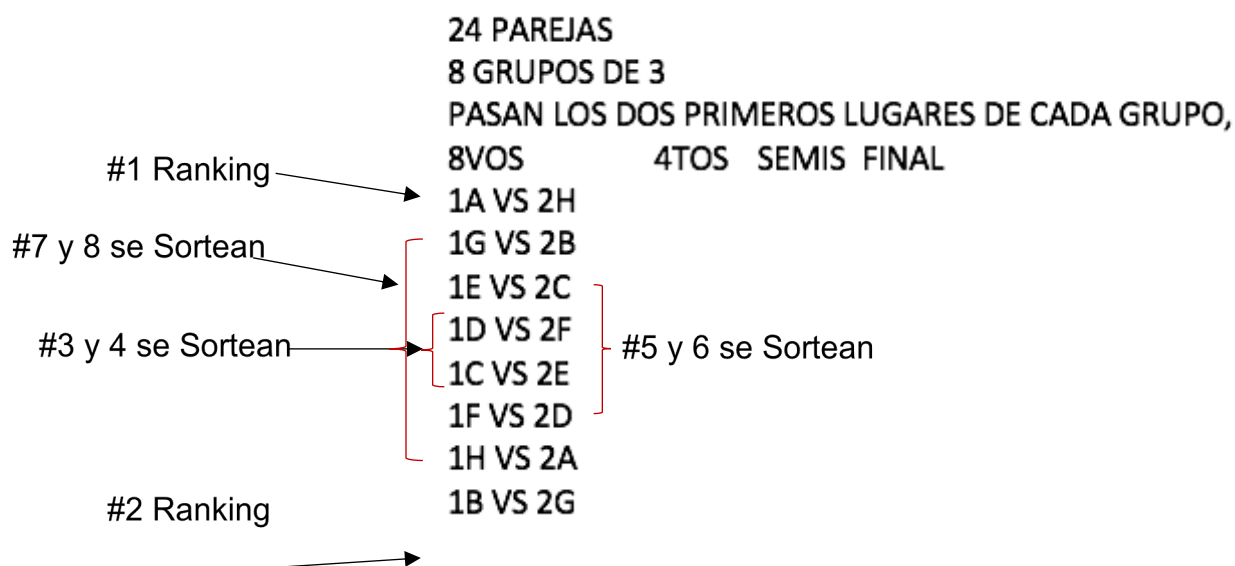 24 PAREJAS
8 GRUPOS DE 3
PASAN LOS DOS PRIMEROS LUGARES DE CADA GRUPO,
8VOS 4TOS SEMIS FINAL
#1 Ranking
1A VS 2H
#7 y 8 se Sortean
1G VS 2B
1E VS 2C
#3 y 4 se Sortean
1D VS 2F
#5 y 6 se Sortean
1C VS 2E
1F VS 2D
1H VS 2A
#2 Ranking
1B VS 2G